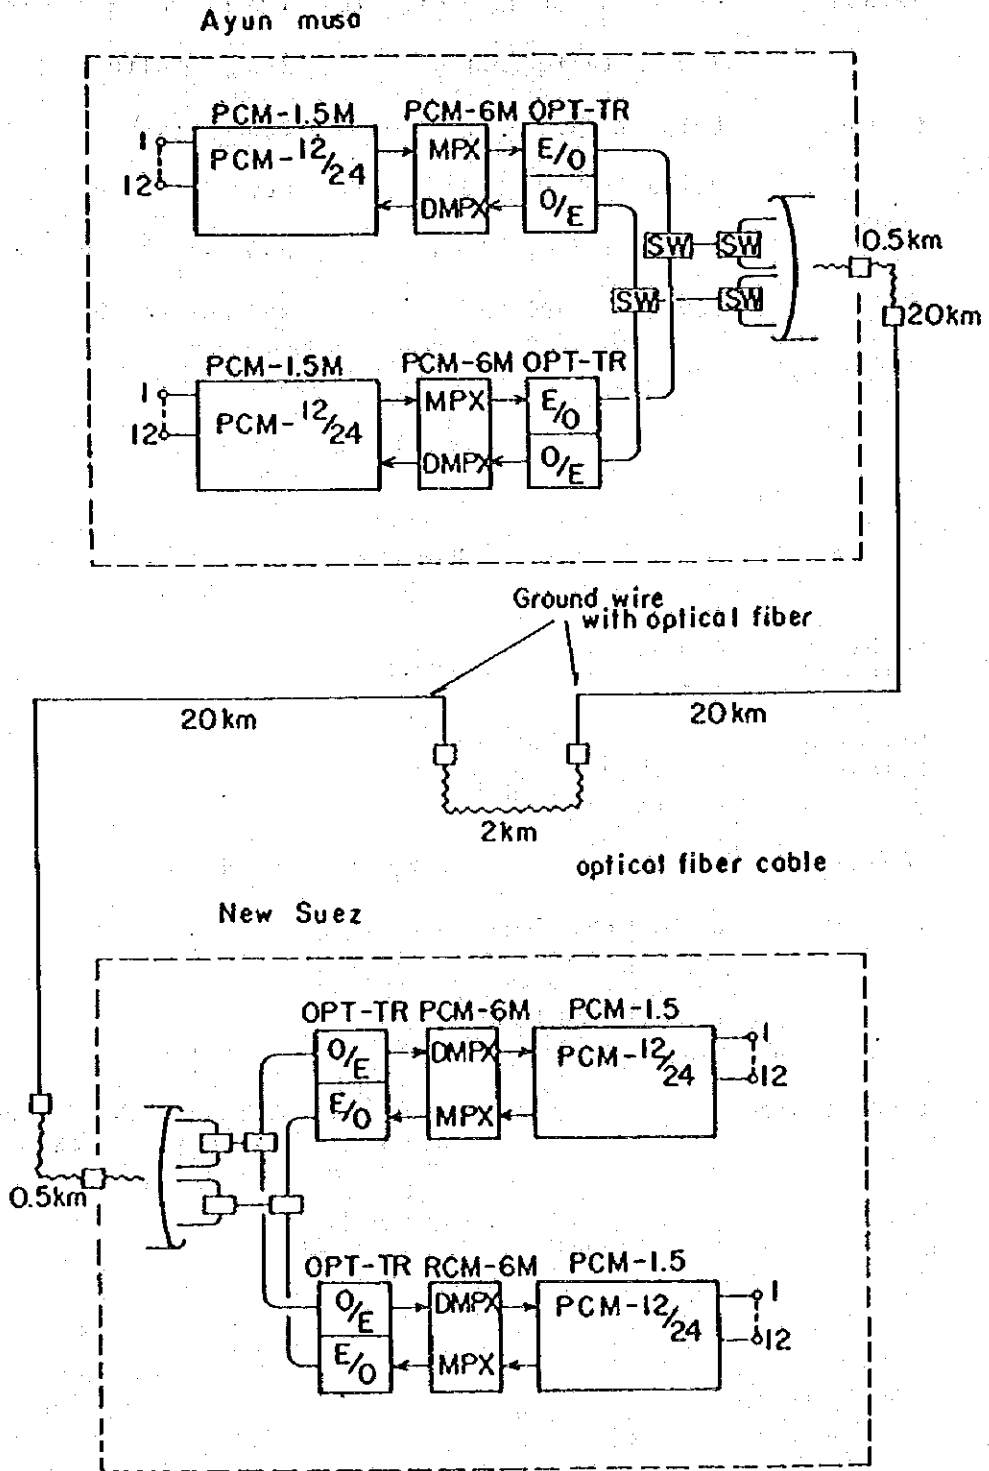 Ayun musa
PCM-1.5M PCM-6M OPT-TR
1
12
PCM-12/24
MPX
DMPX
E/O
O/E
SW
SW
SW
SW
0.5km
20km
PCM-1.5M PCM-6M OPT-TR
1
12
PCM-12/24
MPX
DMPX
E/O
O/E
Ground wire
with optical fiber
20km
20km
2km
optical fiber cable
New Suez
OPT-TR PCM-6M PCM-1.5
O/E
E/O
DMPX
MPX
PCM-12/24
1
12
0.5km
OPT-TR RCM-6M PCM-1.5
O/E
E/O
DMPX
MPX
PCM-12/24
1
12